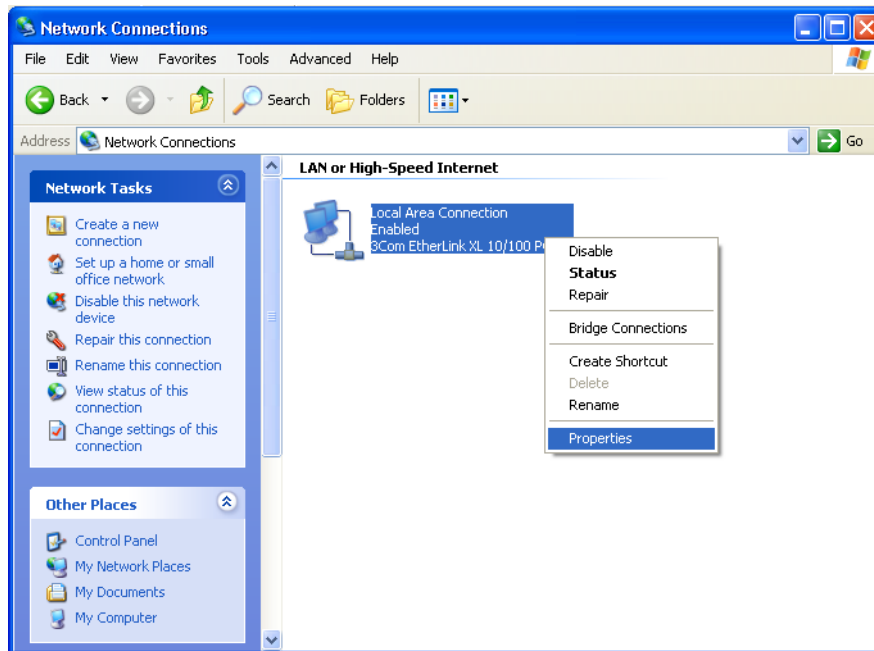 Network Connections
File Edit View Favorites Tools Advanced Help
Back Search Folders
Address Network Connections Go
Network Tasks
Create a new
connection
Set up a home or small
office network
Disable this network
device
Repair this connection
Rename this connection
View status of this
connection
Change settings of this
connection
Other Places
Control Panel
My Network Places
My Documents
My Computer
LAN or High-Speed Internet
Local Area Connection
Enabled
3Com EtherLink XL 10/100
Disable
Status
Repair
Bridge Connections
Create Shortcut
Delete
Rename
Properties